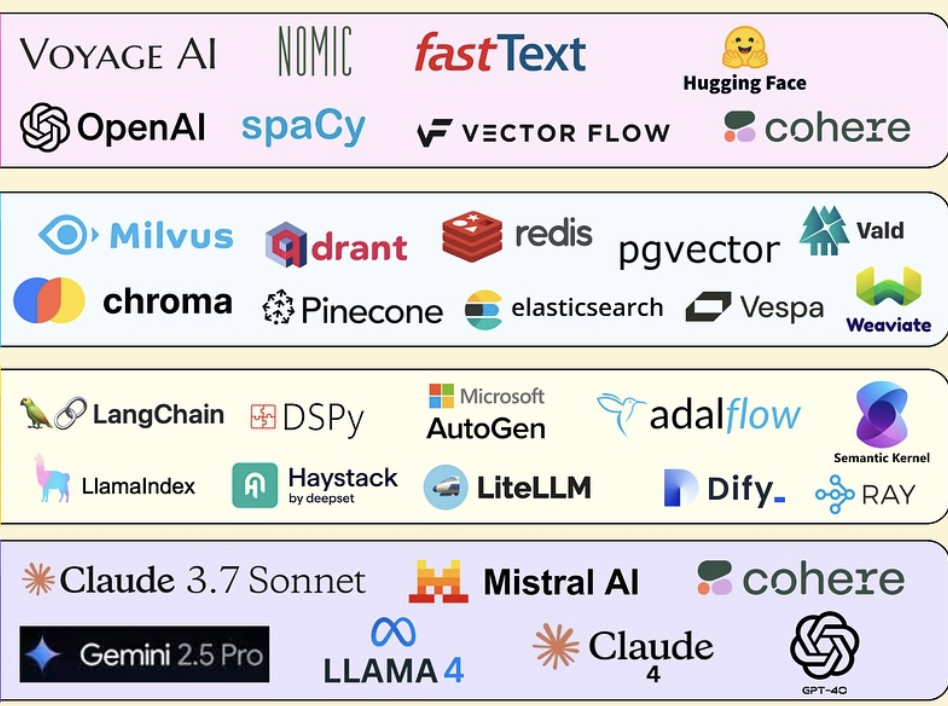 VOYAGE AI
NOMIC
fastText
Hugging Face
OpenAI
spaCy
VECTOR FLOW
cohere
Milvus
qdrant
redis
pgvector
Vald
chroma
Pinecone
elasticsearch
Vespa
Weaviate
LangChain
DSPy
Microsoft
AutoGen
adalflow
Semantic Kernel
LlamaIndex
Haystack
by deepset
LiteLLM
Dify_
RAY
Claude 3.7 Sonnet
Mistral AI
cohere
Gemini 2.5 Pro
LLAMA 4
Claude
4
GPT-4O